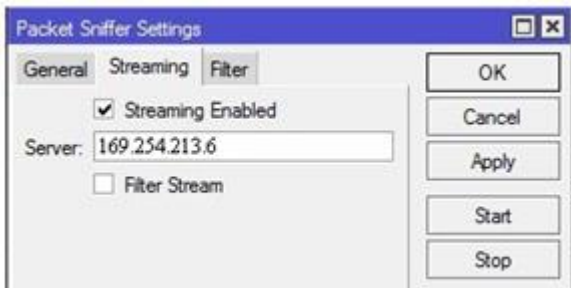 Packet Sniffer Settings
General Streaming Filter
Streaming Enabled
Server: 169.254.213.6
Filter Stream
OK
Cancel
Apply
Start
Stop